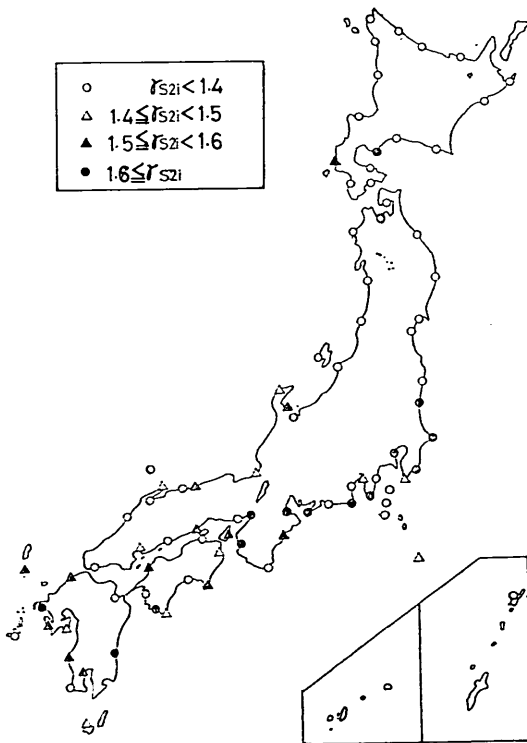 ○ γs2i < 1.4
△ 1.4 ≦ γs2i < 1.5
▲ 1.5 ≦ γs2i < 1.6
● 1.6 ≦ γs2i